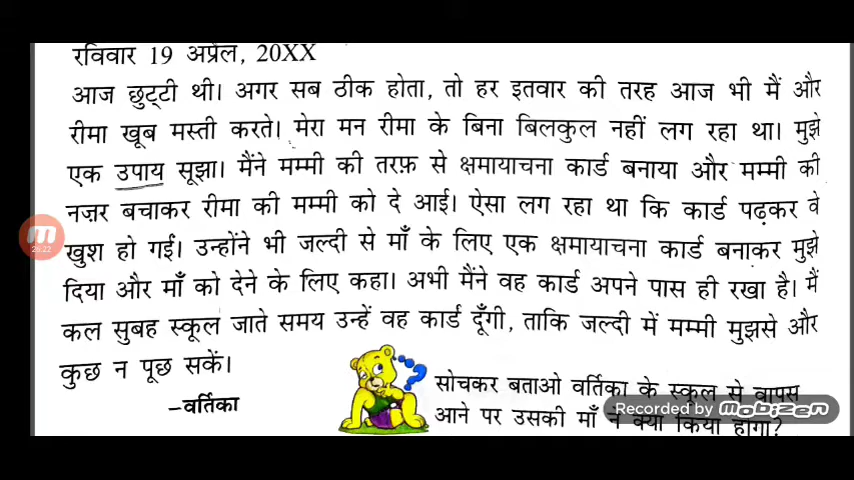 रविवार 19 अप्रैल, 20XX
आज छुट्टी थी। अगर सब ठीक होता, तो हर इतवार की तरह आज भी मैं और
रीमा खूब मस्ती करते। मेरा मन रीमा के बिना बिलकुल नहीं लग रहा था। मुझे
एक उपाय सूझा। मैंने मम्मी की तरफ़ से क्षमायाचना कार्ड बनाया और मम्मी की
नज़र बचाकर रीमा की मम्मी को दे आई। ऐसा लग रहा था कि कार्ड पढ़कर वे
खुश हो गईं। उन्होंने भी जल्दी से माँ के लिए एक क्षमायाचना कार्ड बनाकर मुझे
दिया और माँ को देने के लिए कहा। अभी मैंने वह कार्ड अपने पास ही रखा है। मैं
कल सुबह स्कूल जाते समय उन्हें वह कार्ड दूँगी, ताकि जल्दी में मम्मी मुझसे और
कुछ न पूछ सकें।
–वर्तिका
सोचकर बताओ वर्तिका के स्कूल से वापस
आने पर उसकी माँ ने क्या किया होगा?
26:22
Recorded by MOBIZEN